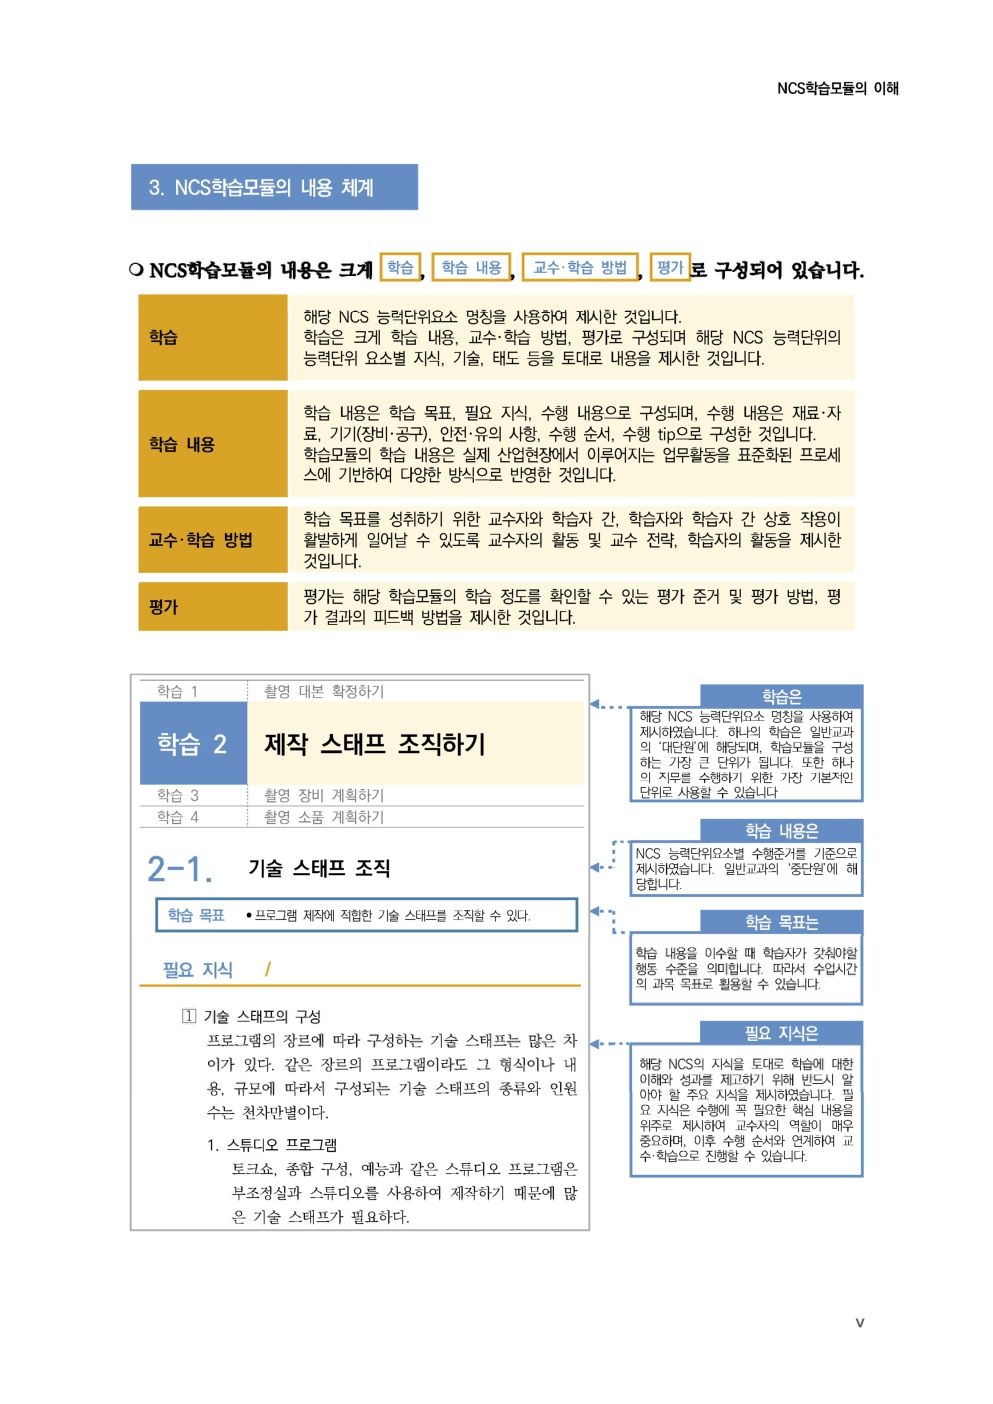 NCS학습모듈의 이해
3. NCS학습모듈의 내용 체계
❍ NCS학습모듈의 내용은 크게 학습, 학습 내용, 교수·학습 방법, 평가로 구성되어 있습니다.
학습
해당 NCS 능력단위요소 명칭을 사용하여 제시한 것입니다.
학습은 크게 학습 내용, 교수·학습 방법, 평가로 구성되며 해당 NCS 능력단위의
능력단위 요소별 지식, 기술, 태도 등을 토대로 내용을 제시한 것입니다.
학습 내용
학습 내용은 학습 목표, 필요 지식, 수행 내용으로 구성되며, 수행 내용은 재료·자
료, 기기(장비·공구), 안전·유의 사항, 수행 순서, 수행 tip으로 구성한 것입니다.
학습모듈의 학습 내용은 실제 산업현장에서 이루어지는 업무활동을 표준화된 프로세
스에 기반하여 다양한 방식으로 반영한 것입니다.
교수·학습 방법
학습 목표를 성취하기 위한 교수자와 학습자 간, 학습자와 학습자 간 상호 작용이
활발하게 일어날 수 있도록 교수자의 활동 및 교수 전략, 학습자의 활동을 제시한
것입니다.
평가
평가는 해당 학습모듈의 학습 정도를 확인할 수 있는 평가 준거 및 평가 방법, 평
가 결과의 피드백 방법을 제시한 것입니다.
학습 1 촬영 대본 확정하기
학습 2 제작 스태프 조직하기
학습 3 촬영 장비 계획하기
학습 4 촬영 소품 계획하기
2-1. 기술 스태프 조직
학습 목표 • 프로그램 제작에 적합한 기술 스태프를 조직할 수 있다.
필요 지식 /
1 기술 스태프의 구성
프로그램의 장르에 따라 구성하는 기술 스태프는 많은 차
이가 있다. 같은 장르의 프로그램이라도 그 형식이나 내
용, 규모에 따라서 구성되는 기술 스태프의 종류와 인원
수는 천차만별이다.
1. 스튜디오 프로그램
토크쇼, 종합 구성, 예능과 같은 스튜디오 프로그램은
부조정실과 스튜디오를 사용하여 제작하기 때문에 많
은 기술 스태프가 필요하다.
학습은
해당 NCS 능력단위요소 명칭을 사용하여
제시하였습니다. 하나의 학습은 일반교과
의 ‘대단원’에 해당되며, 학습모듈을 구성
하는 가장 큰 단위가 됩니다. 또한 하나
의 직무를 수행하기 위한 가장 기본적인
단위로 사용할 수 있습니다
학습 내용은
NCS 능력단위요소별 수행준거를 기준으로
제시하였습니다. 일반교과의 ‘중단원’에 해
당합니다.
학습 목표는
학습 내용을 이수할 때 학습자가 갖춰야할
행동 수준을 의미합니다. 따라서 수업시간
의 과목 목표로 활용할 수 있습니다.
필요 지식은
해당 NCS의 지식을 토대로 학습에 대한
이해와 성과를 제고하기 위해 반드시 알
아야 할 주요 지식을 제시하였습니다. 필
요 지식은 수행에 꼭 필요한 핵심 내용을
위주로 제시하여 교수자의 역할이 매우
중요하며, 이후 수행 순서와 연계하여 교
수·학습으로 진행할 수 있습니다.
v